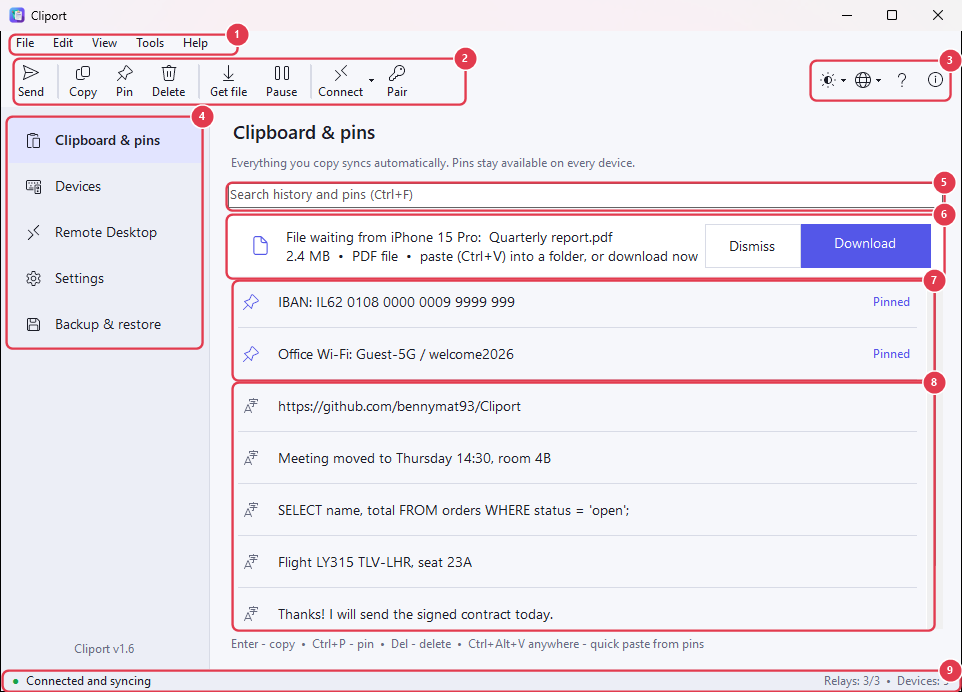 Cliport
File Edit View Tools Help 1
Send Copy Pin Delete Get file Pause Connect Pair 2
? 3
4
Clipboard & pins
Devices
Remote Desktop
Settings
Backup & restore
Cliport v1.6
Clipboard & pins
Everything you copy syncs automatically. Pins stay available on every device.
5
Search history and pins (Ctrl+F)
6
File waiting from iPhone 15 Pro: Quarterly report.pdf
2.4 MB • PDF file • paste (Ctrl+V) into a folder, or download now
Dismiss Download
7
IBAN: IL62 0108 0000 0009 9999 999 Pinned
Office Wi-Fi: Guest-5G / welcome2026 Pinned
8
https://github.com/bennymat93/Cliport
Meeting moved to Thursday 14:30, room 4B
SELECT name, total FROM orders WHERE status = 'open';
Flight LY315 TLV-LHR, seat 23A
Thanks! I will send the signed contract today.
Enter - copy • Ctrl+P - pin • Del - delete • Ctrl+Alt+V anywhere - quick paste from pins
9
Connected and syncing Relays: 3/3 • Devices: